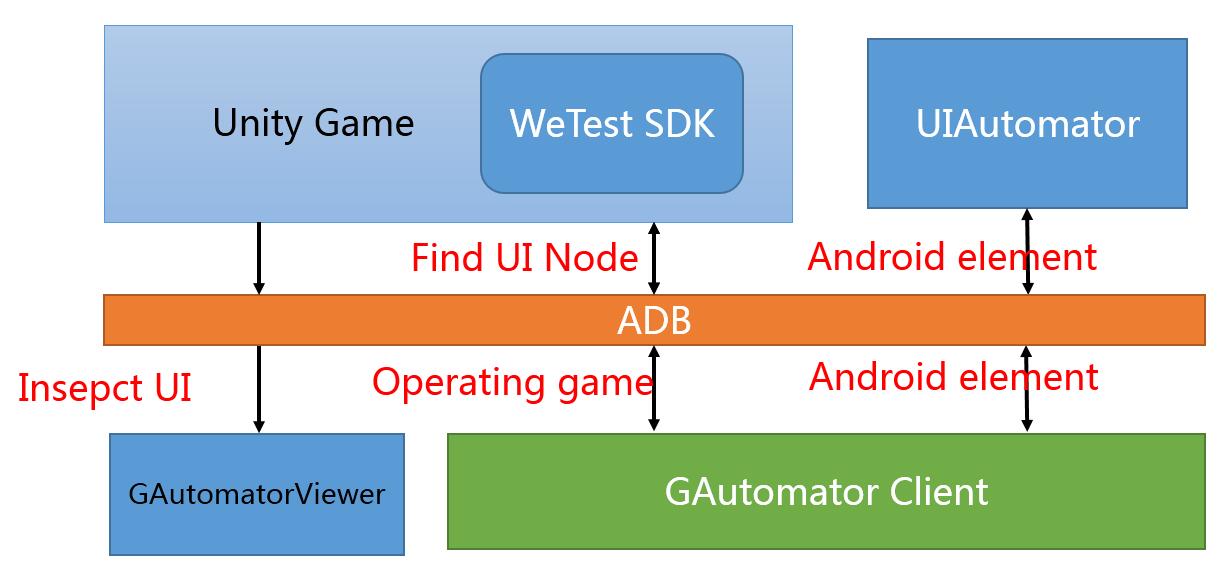 Unity Game
WeTest SDK
UIAutomator
Find UI Node
Android element
ADB
Insepct UI
Operating game
Android element
GAutomatorViewer
GAutomator Client